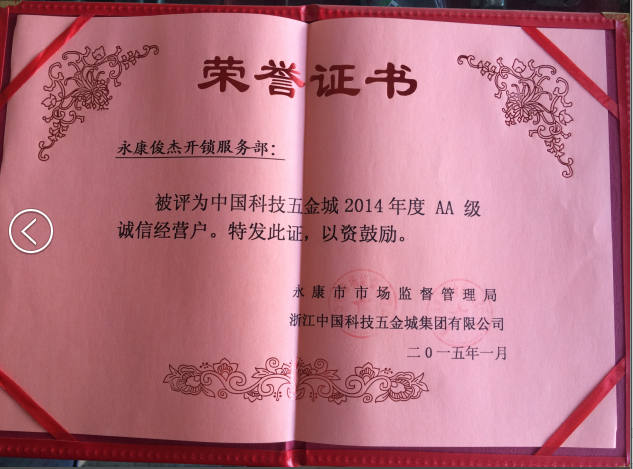 荣誉证书
永康俊杰开锁服务部：
被评为中国科技五金城2014年度 AA 级
诚信经营户。特发此证，以资鼓励。
永康市市场监督管理局
浙江中国科技五金城集团有限公司
二0一五年一月